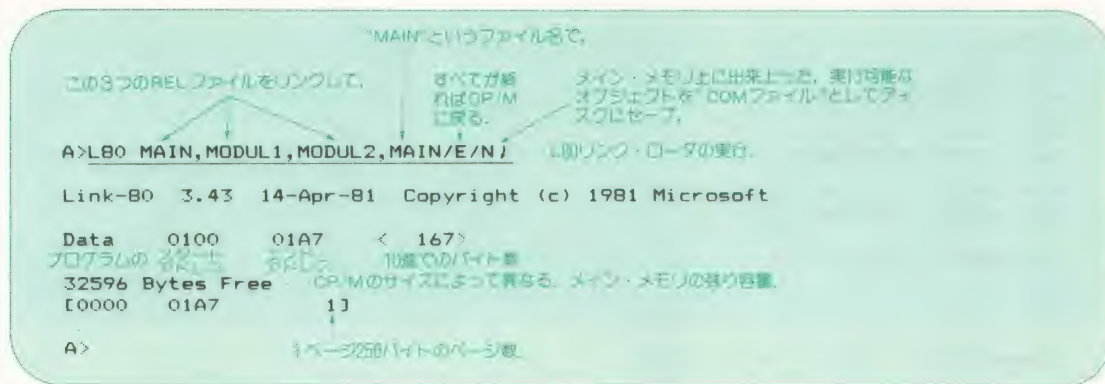 "MAIN"というファイル名で,
この3つのRELファイルをリンクして,
すべてが終
ればCP/M
に戻る.
メイン・メモリ上に出来上った, 実行可能な
オブジェクトを"COMファイル"としてディ
スクにセーブ.
A>L80 MAIN,MODUL1,MODUL2,MAIN/E/N↓
L80リンク・ローダの実行.
Link-80 3.43 14-Apr-81 Copyright (c) 1981 Microsoft
Data 0100 01A7 < 167>
プログラムの
10進でのバイト数
32596 Bytes Free
CP/Mのサイズによって異なる. メイン・メモリの残り容量.
[0000 01A7 1]
A>
1ページ256バイトのページ数.